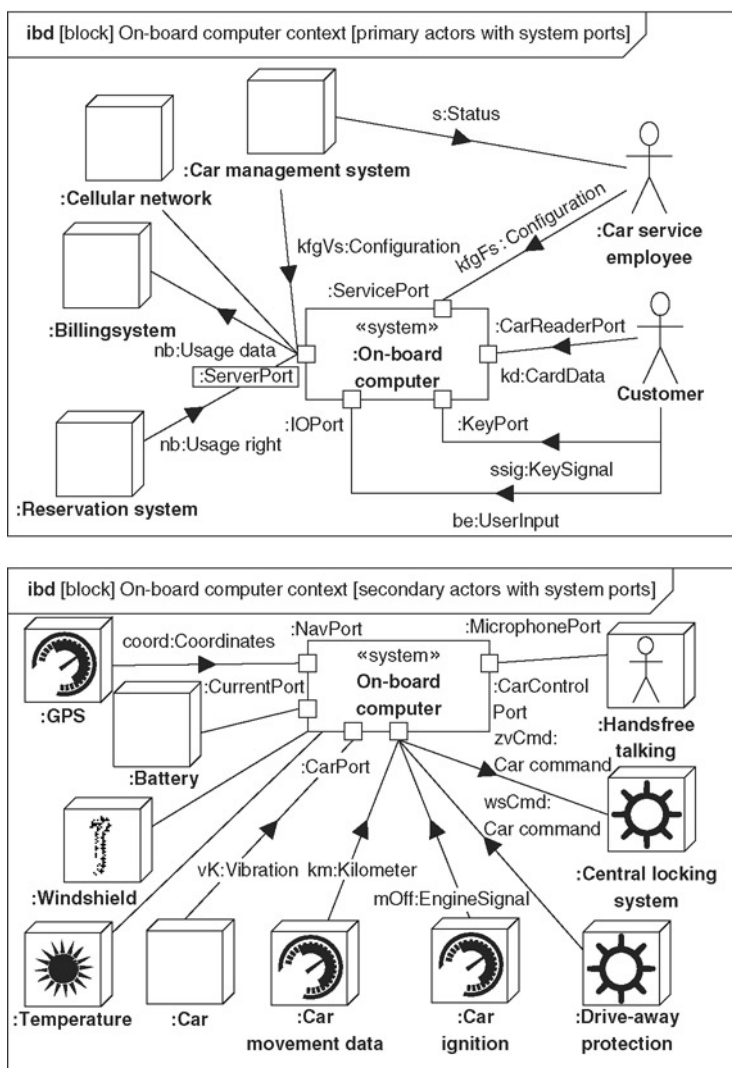 ibd [block] On-board computer context [primary actors with system ports]
s:Status
:Car management system
:Cellular network
:Car service
employee
kfgVs:Configuration
kfgFs : Configuration
:ServicePort
:Billingsystem
«system»
:On-board
computer
:CarReaderPort
nb:Usage data
:ServerPort
kd:CardData
Customer
:IOPort
:KeyPort
nb:Usage right
ssig:KeySignal
:Reservation system
be:UserInput
ibd [block] On-board computer context [secondary actors with system ports]
coord:Coordinates
:NavPort
:MicrophonePort
«system»
On-board
computer
:GPS
:CurrentPort
:CarControl
Port
:Handsfree
talking
:Battery
:CarPort
zvCmd:
Car command
wsCmd:
Car command
:Windshield
vK:Vibration
km:Kilometer
:Central locking
system
mOff:EngineSignal
:Temperature
:Car
:Car
movement data
:Car
ignition
:Drive-away
protection